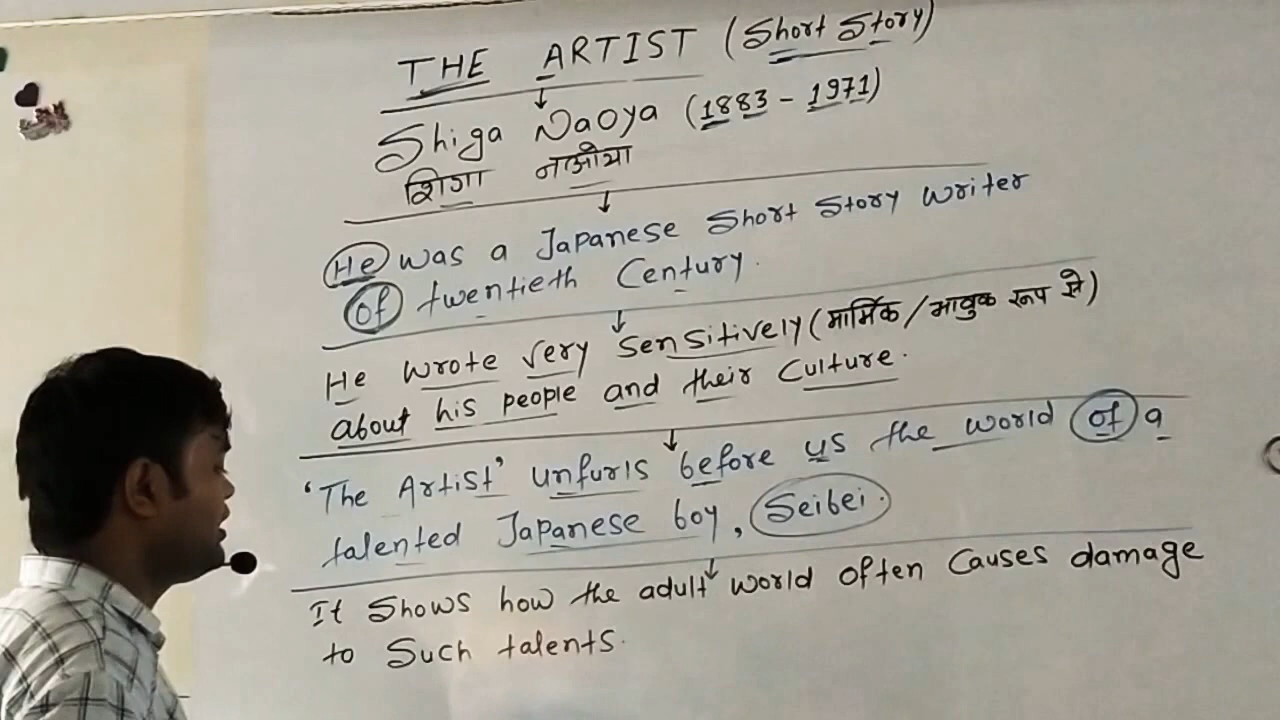 THE ARTIST (Short Story)
Shiga Naoya (1883 - 1971)
शिगा नाओया
He was a Japanese Short Story writer
of twentieth Century.
He wrote very Sensitively (मार्मिक / भावुक रूप से)
about his people and their Culture.
'The Artist' unfurls before us the world of a
talented Japanese boy, Seibei.
It Shows how the adult world often Causes damage
to Such talents.